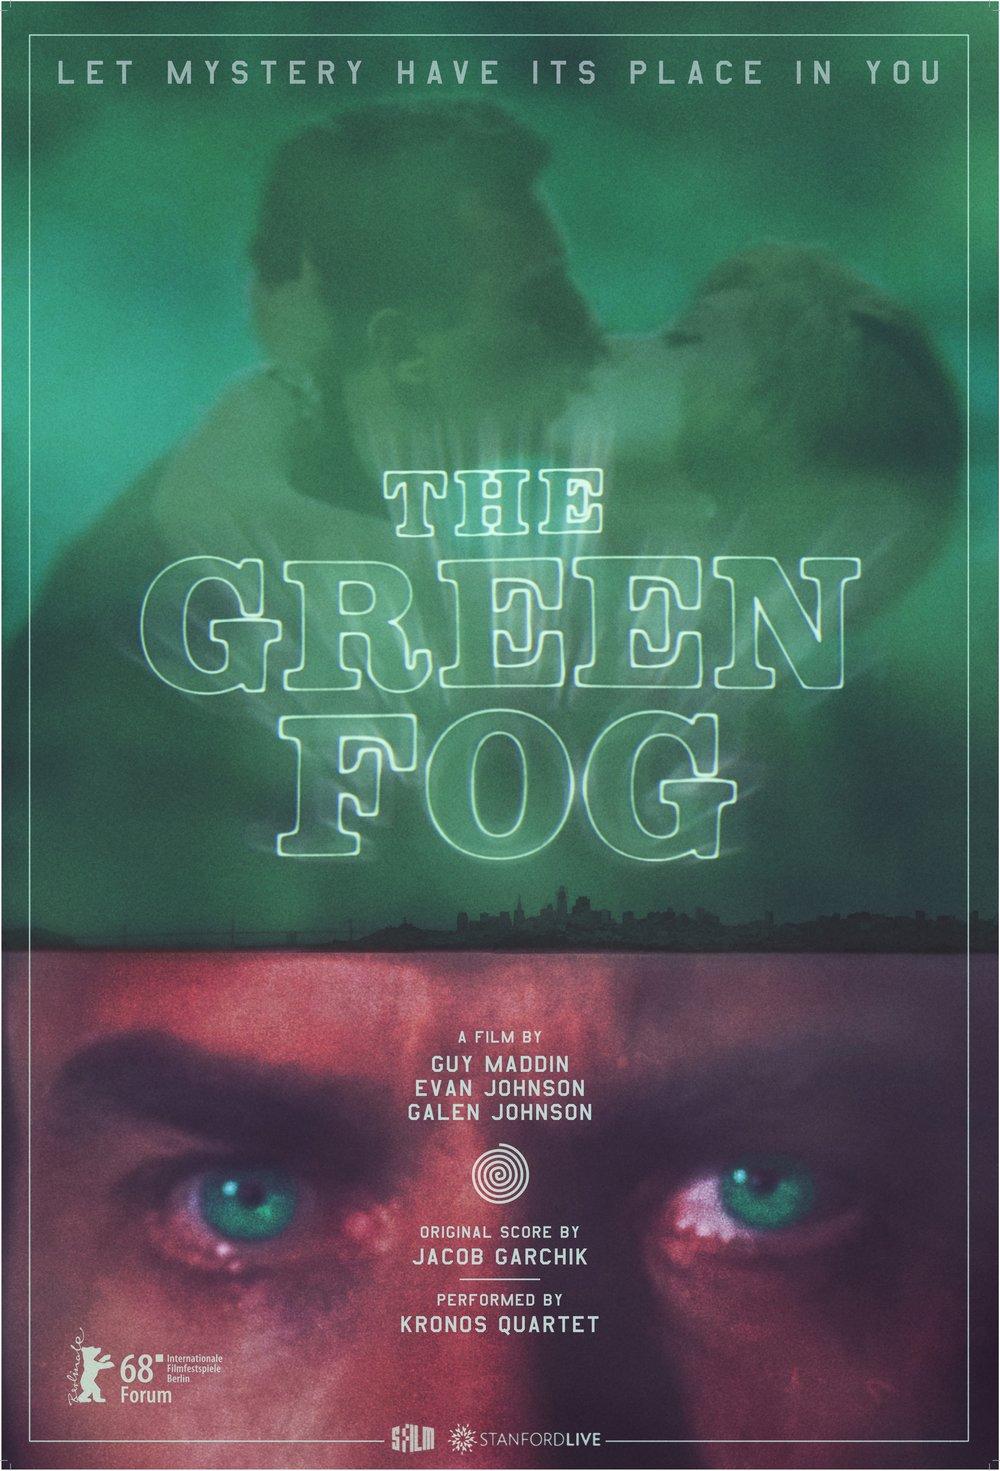 LET MYSTERY HAVE ITS PLACE IN YOU
THE
GREEN
FOG
A FILM BY
GUY MADDIN
EVAN JOHNSON
GALEN JOHNSON
ORIGINAL SCORE BY
JACOB GARCHIK
PERFORMED BY
KRONOS QUARTET
Berlinale
68
Internationale
Filmfestspiele
Berlin
Forum
SFFILM
STANFORDLIVE